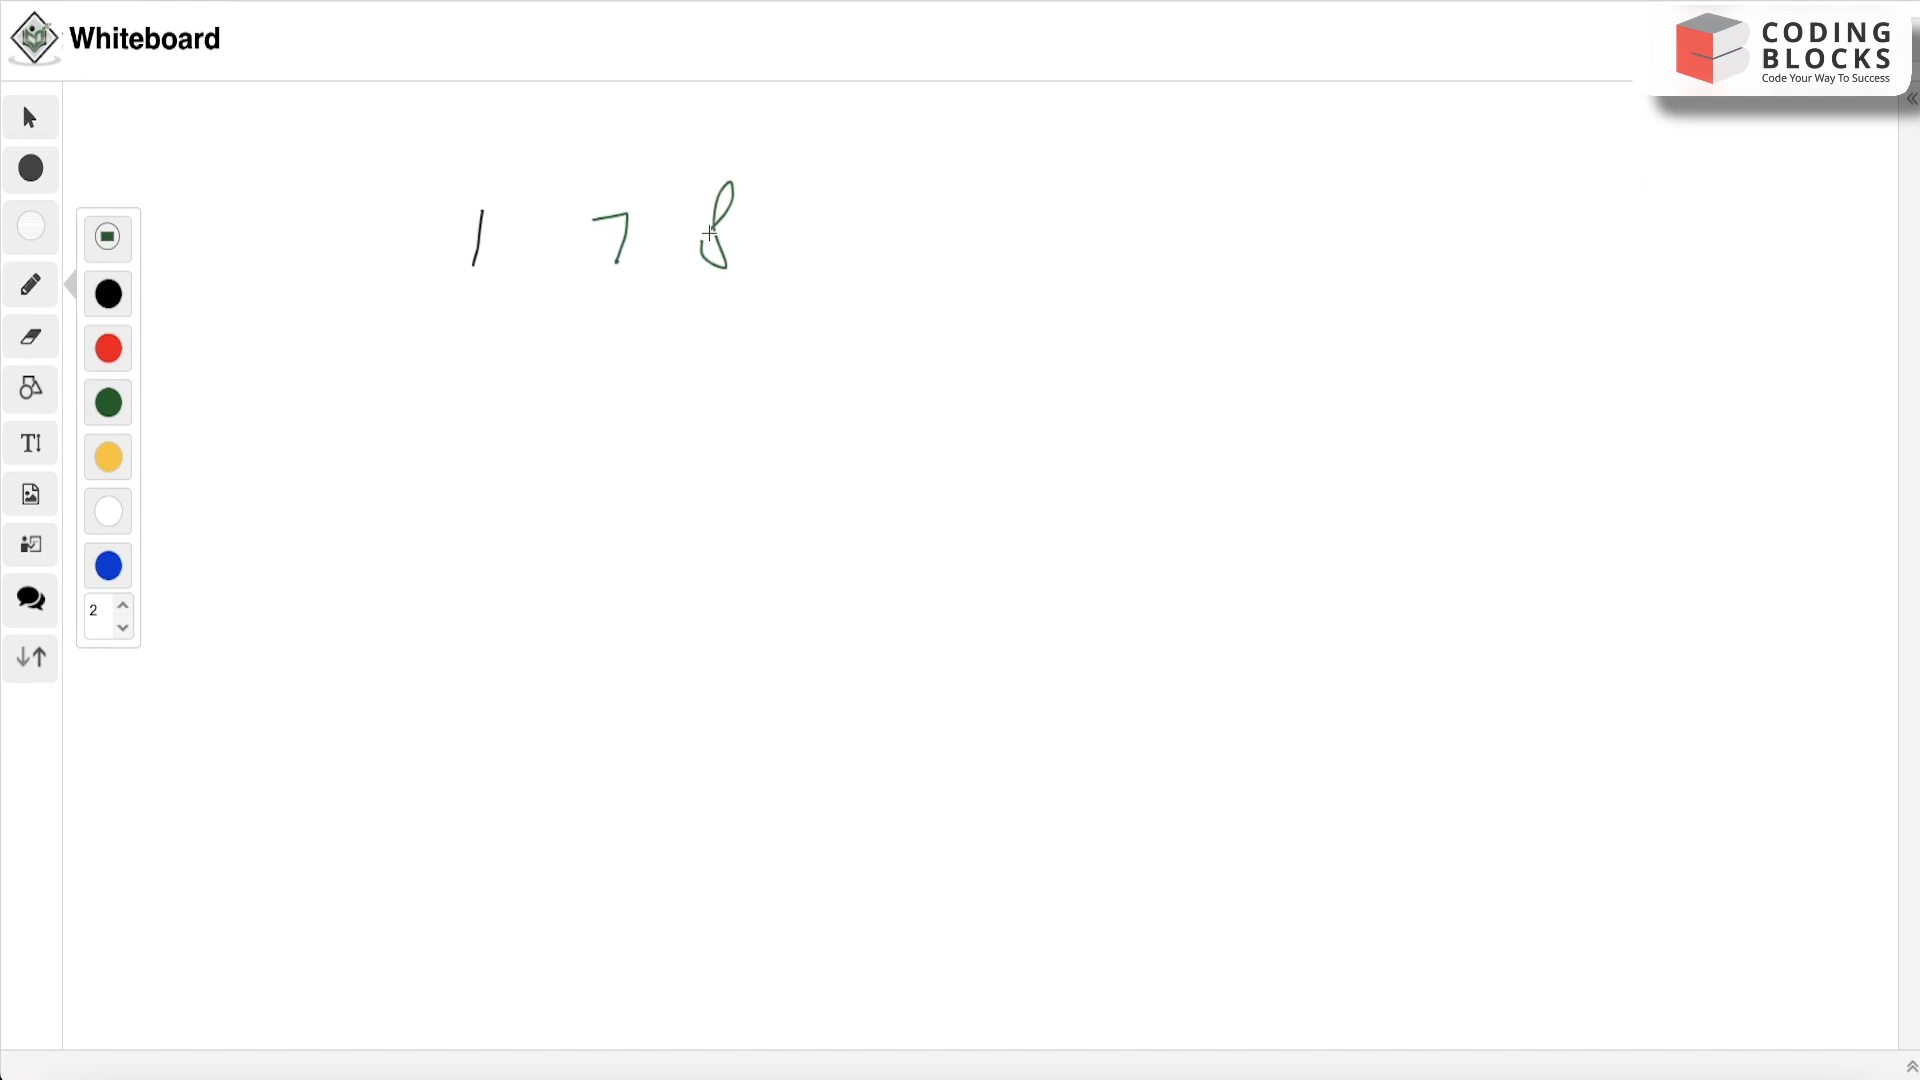 Whiteboard
CODING
BLOCKS
Code Your Way To Success
1 7 8
T
2